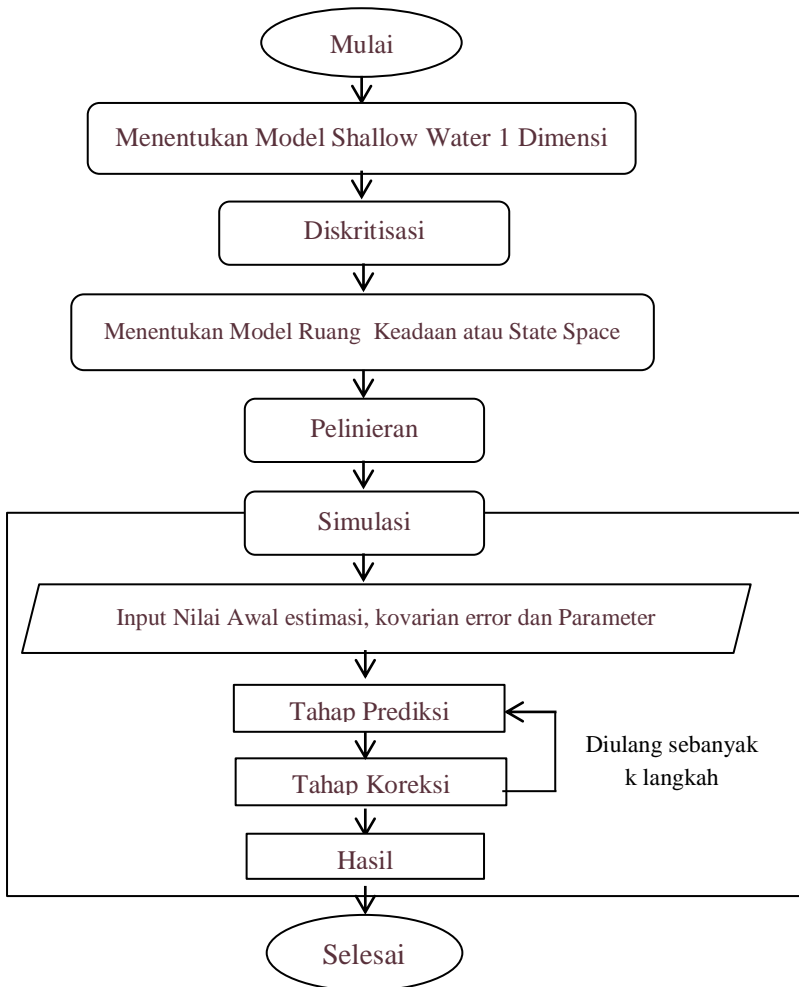 Mulai
Menentukan Model Shallow Water 1 Dimensi
Diskritisasi
Menentukan Model Ruang Keadaan atau State Space
Pelinieran
Simulasi
Input Nilai Awal estimasi, kovarian error dan Parameter
Tahap Prediksi
Diulang sebanyak
k langkah
Tahap Koreksi
Hasil
Selesai